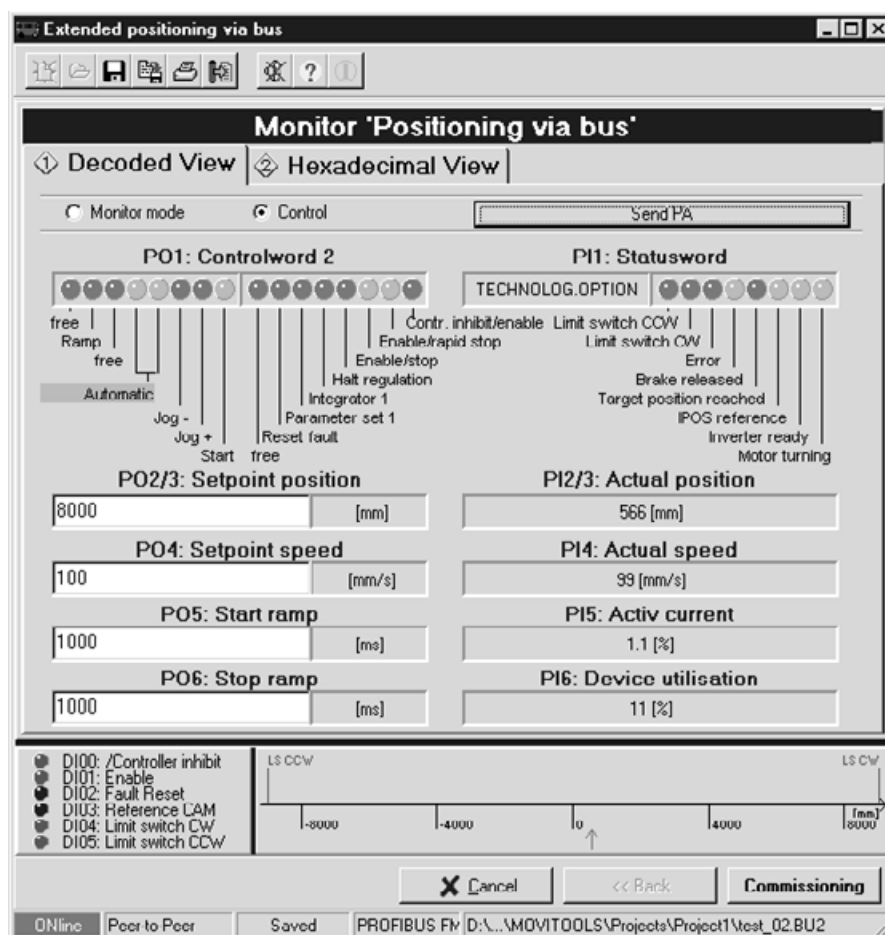 Extended positioning via bus
Monitor 'Positioning via bus'
1 Decoded View
2 Hexadecimal View
Monitor mode
Control
Send PA
PO1: Controlword 2
PI1: Statusword
TECHNOLOG.OPTION
free
Ramp
free
Automatic
Jog -
Jog +
Start
free
Reset fault
Parameter set 1
Integrator 1
Halt regulation
Enable/stop
Enable/rapid stop
Contr. inhibit/enable
Limit switch CCW
Limit switch CW
Error
Brake released
Target position reached
IPOS reference
Inverter ready
Motor turning
PO2/3: Setpoint position
PI2/3: Actual position
8000 [mm]
566 [mm]
PO4: Setpoint speed
PI4: Actual speed
100 [mm/s]
99 [mm/s]
PO5: Start ramp
PI5: Activ current
1000 [ms]
1.1 [%]
PO6: Stop ramp
PI6: Device utilisation
1000 [ms]
11 [%]
DI00: /Controller inhibit
DI01: Enable
DI02: Fault Reset
DI03: Reference CAM
DI04: Limit switch CW
DI05: Limit switch CCW
LS CCW
LS CW
[mm]
-8000 -4000 0 4000 8000
Cancel
<< Back
Commissioning
ONline Peer-to-Peer Saved PROFIBUS FM D:\...\MOVITOOLS\Projects\Project1\test_02.BU2